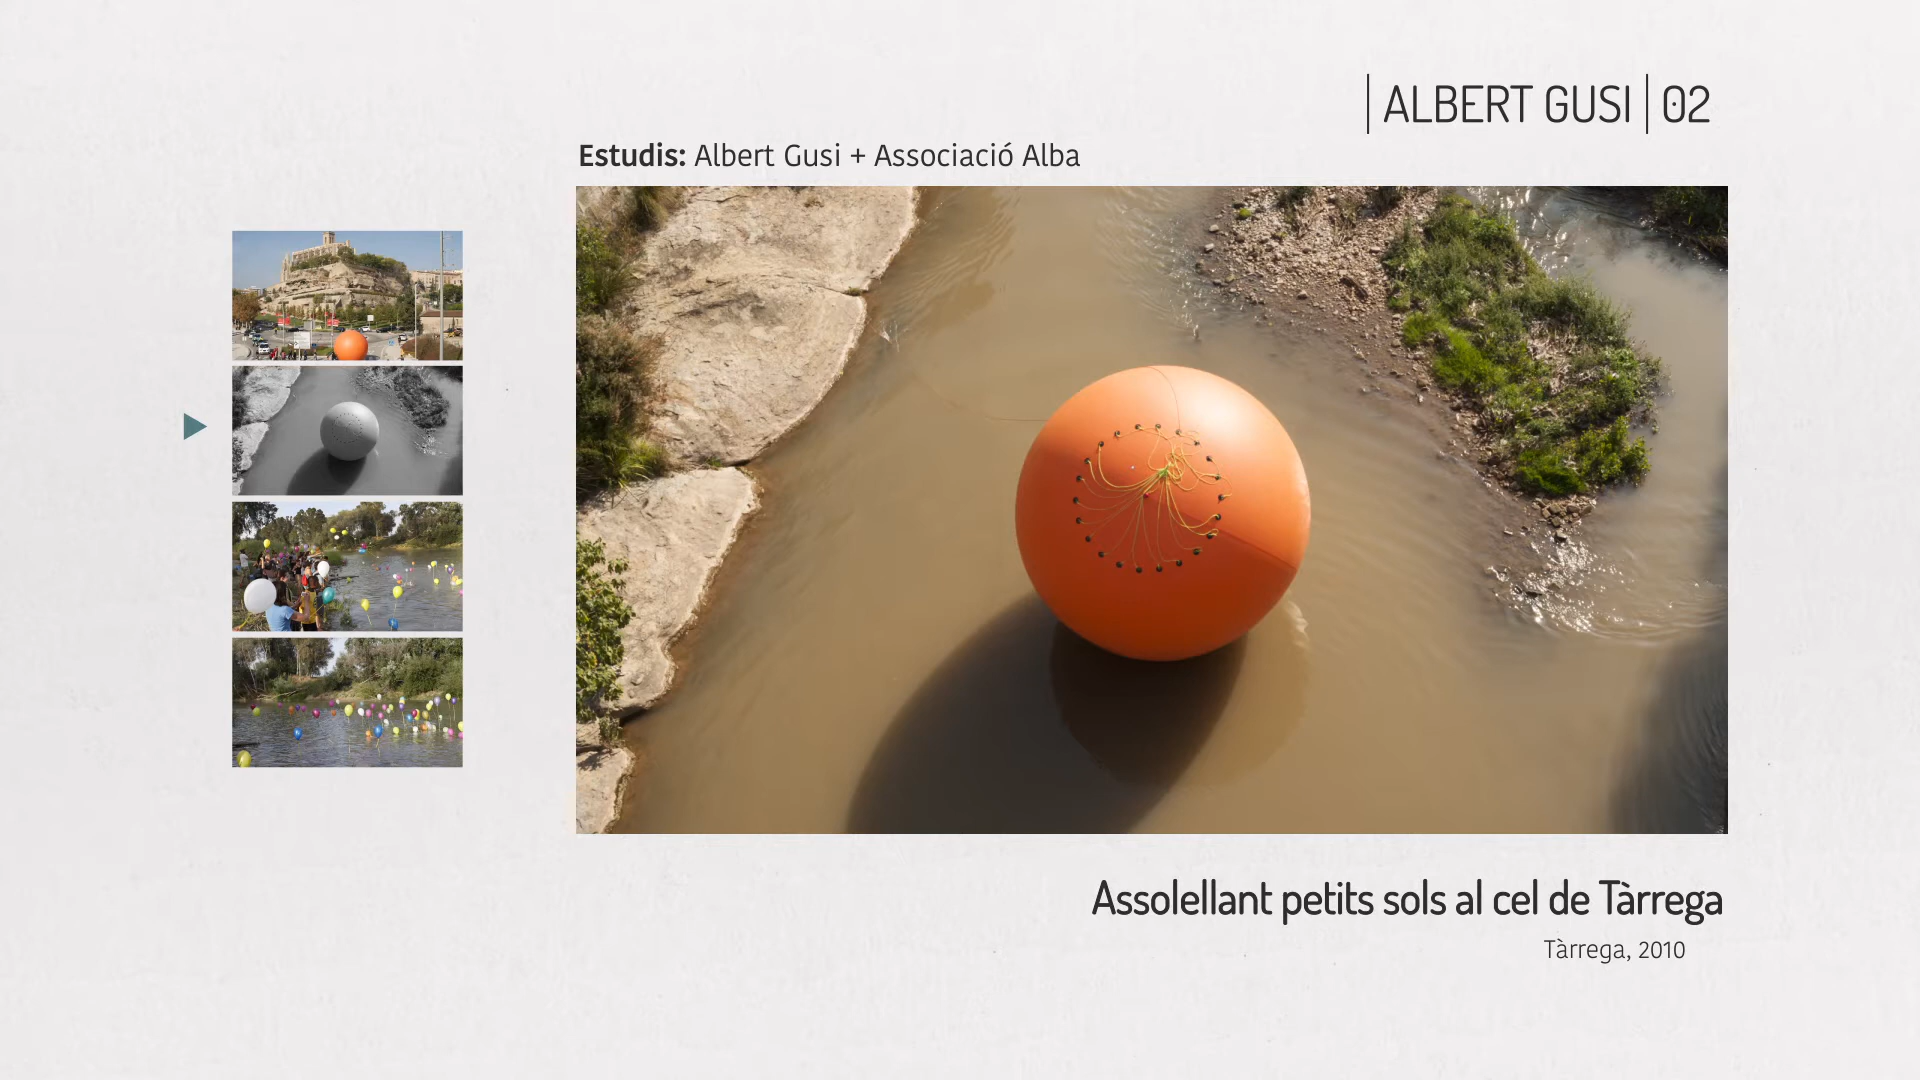 ALBERT GUSI 02
Estudis: Albert Gusi + Associació Alba
Assolellant petits sols al cel de Tàrrega
Tàrrega, 2010